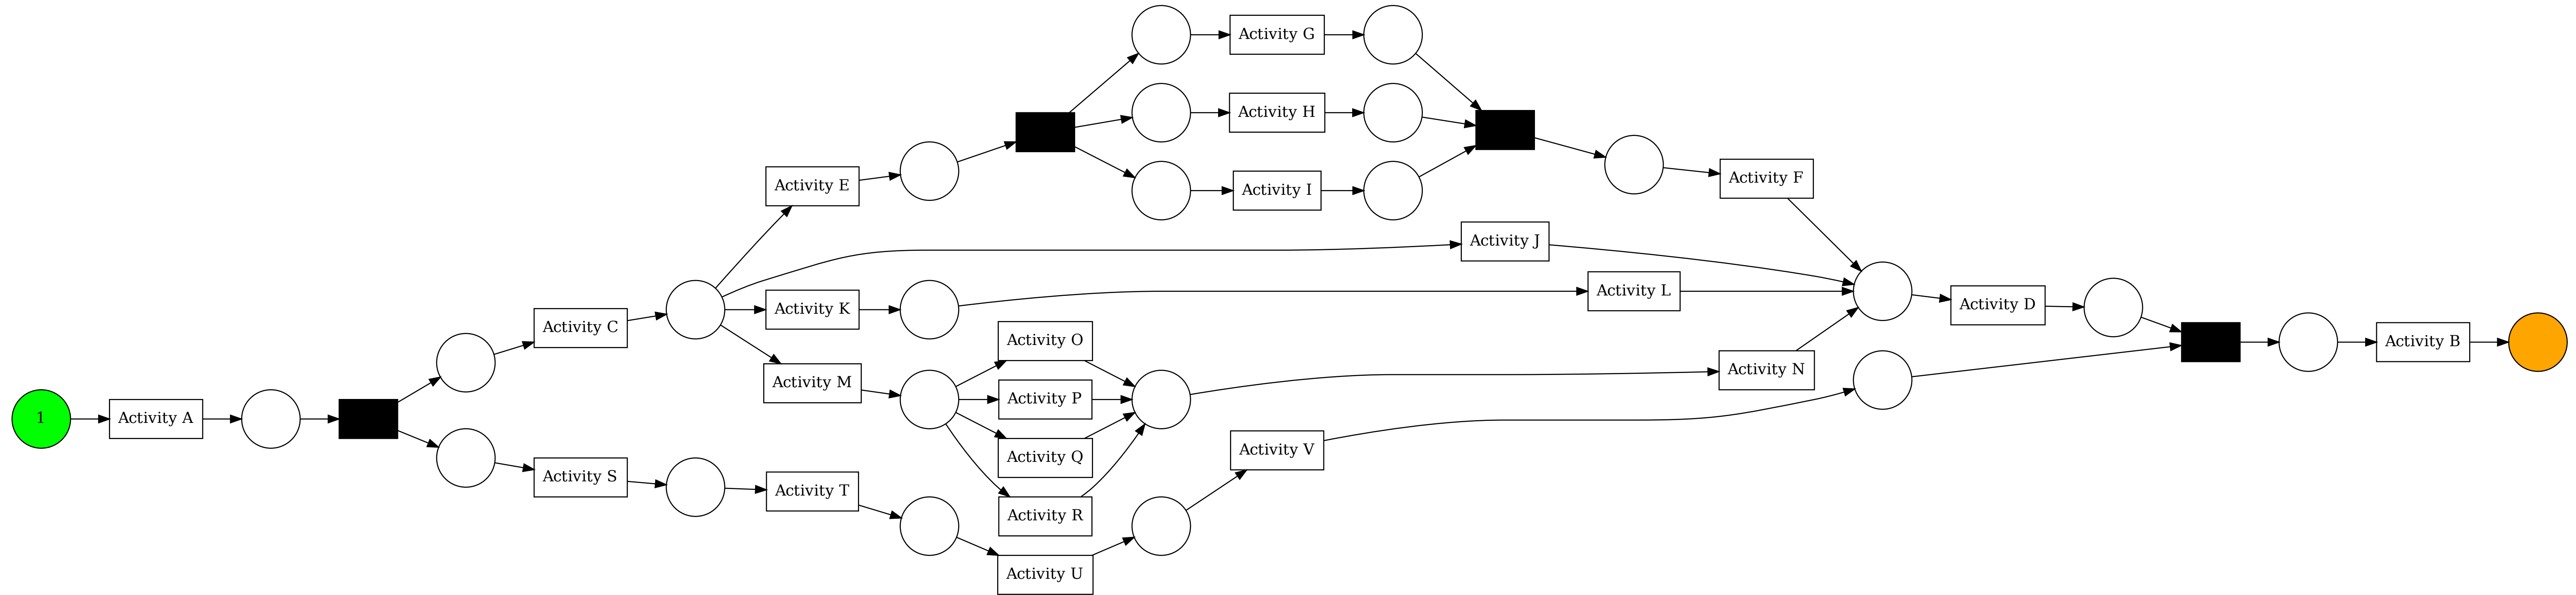 Activity G
Activity H
Activity E
Activity I
Activity F
Activity J
Activity K
Activity L
Activity C
Activity D
Activity O
Activity M
Activity P
Activity N
Activity B
1
Activity A
Activity Q
Activity V
Activity S
Activity T
Activity R
Activity U